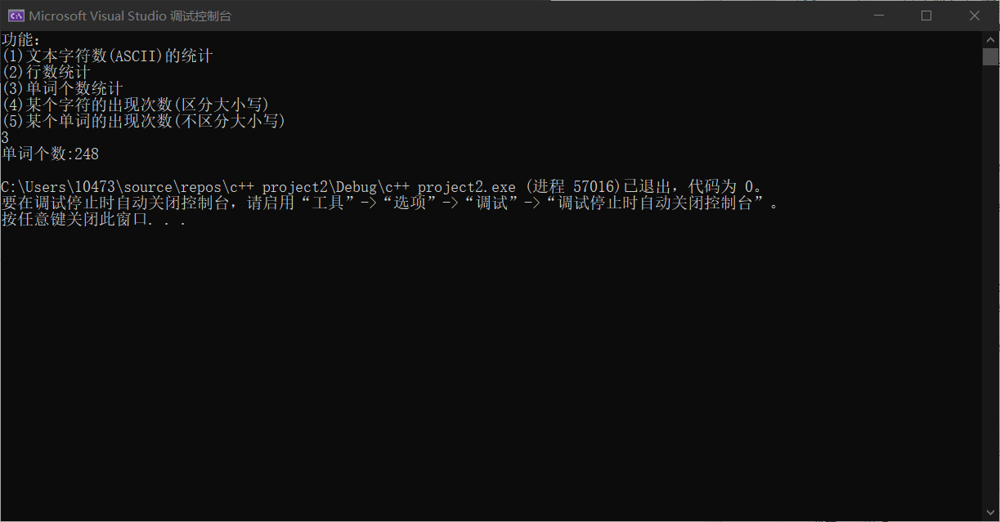 Microsoft Visual Studio 调试控制台
功能：
(1)文本字符数(ASCII)的统计
(2)行数统计
(3)单词个数统计
(4)某个字符的出现次数(区分大小写)
(5)某个单词的出现次数(不区分大小写)
3
单词个数:248
C:\Users\10473\source\repos\c++ project2\Debug\c++ project2.exe (进程 57016)已退出，代码为 0。
要在调试停止时自动关闭控制台，请启用“工具”->“选项”->“调试”->“调试停止时自动关闭控制台”。
按任意键关闭此窗口. . .